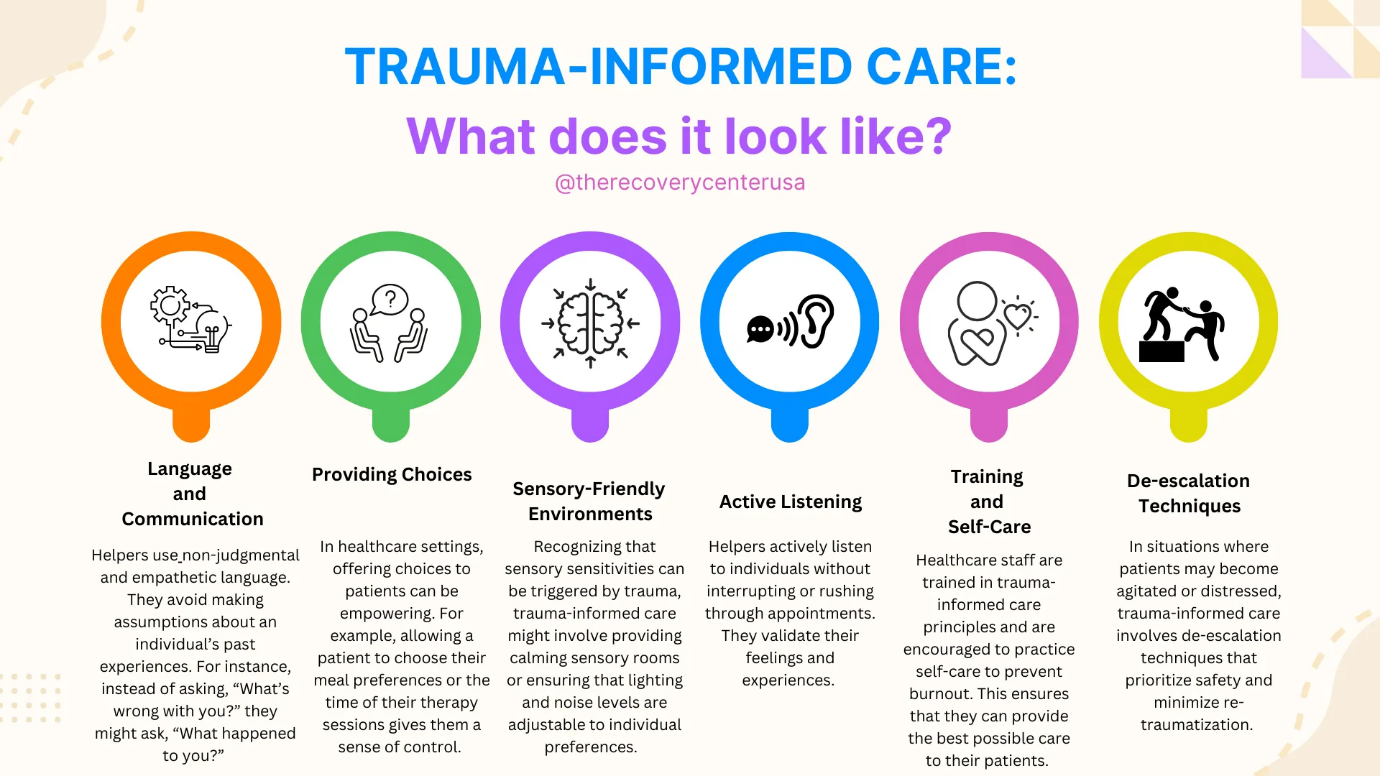 TRAUMA-INFORMED CARE:
What does it look like?
@therecoverycenterusa
?
Language
and
Communication
Helpers use non-judgmental
and empathetic language.
They avoid making
assumptions about an
individual’s past
experiences. For instance,
instead of asking, “What’s
wrong with you?” they
might ask, “What happened
to you?”
Providing Choices
In healthcare settings,
offering choices to
patients can be
empowering. For
example, allowing a
patient to choose their
meal preferences or the
time of their therapy
sessions gives them a
sense of control.
Sensory-Friendly
Environments
Recognizing that
sensory sensitivities can
be triggered by trauma,
trauma-informed care
might involve providing
calming sensory rooms
or ensuring that lighting
and noise levels are
adjustable to individual
preferences.
Active Listening
Helpers actively listen
to individuals without
interrupting or rushing
through appointments.
They validate their
feelings and
experiences.
Training
and
Self-Care
Healthcare staff are
trained in trauma-
informed care
principles and are
encouraged to practice
self-care to prevent
burnout. This ensures
that they can provide
the best possible care
to their patients.
De-escalation
Techniques
In situations where
patients may become
agitated or distressed,
trauma-informed care
involves de-escalation
techniques that
prioritize safety and
minimize re-
traumatization.